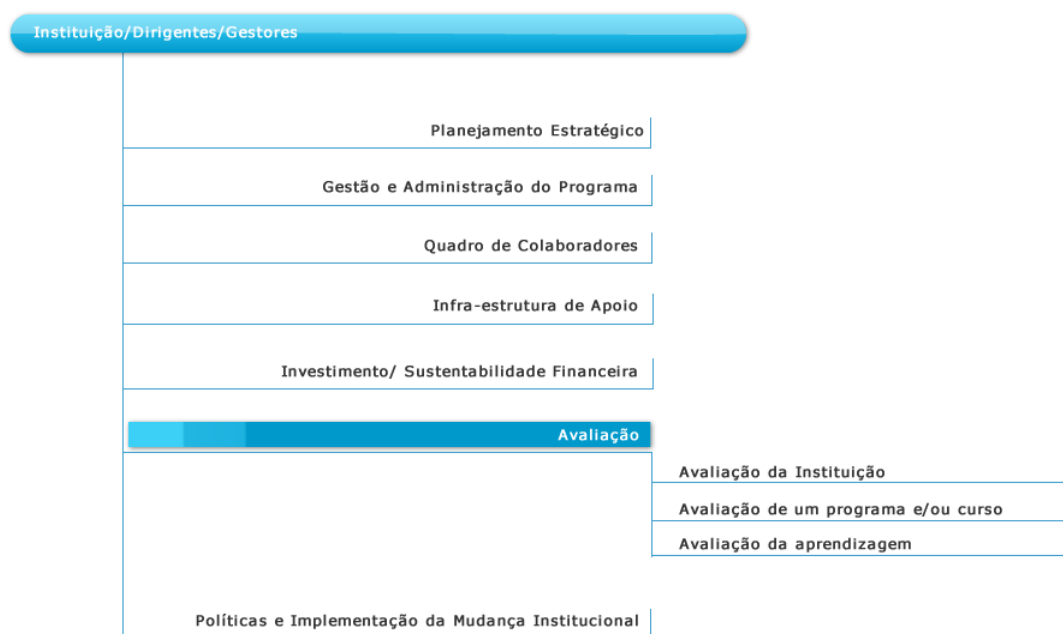 Instituição/Dirigentes/Gestores
Planejamento Estratégico
Gestão e Administração do Programa
Quadro de Colaboradores
Infra-estrutura de Apoio
Investimento/ Sustentabilidade Financeira
Avaliação
Avaliação da Instituição
Avaliação de um programa e/ou curso
Avaliação da aprendizagem
Políticas e Implementação da Mudança Institucional